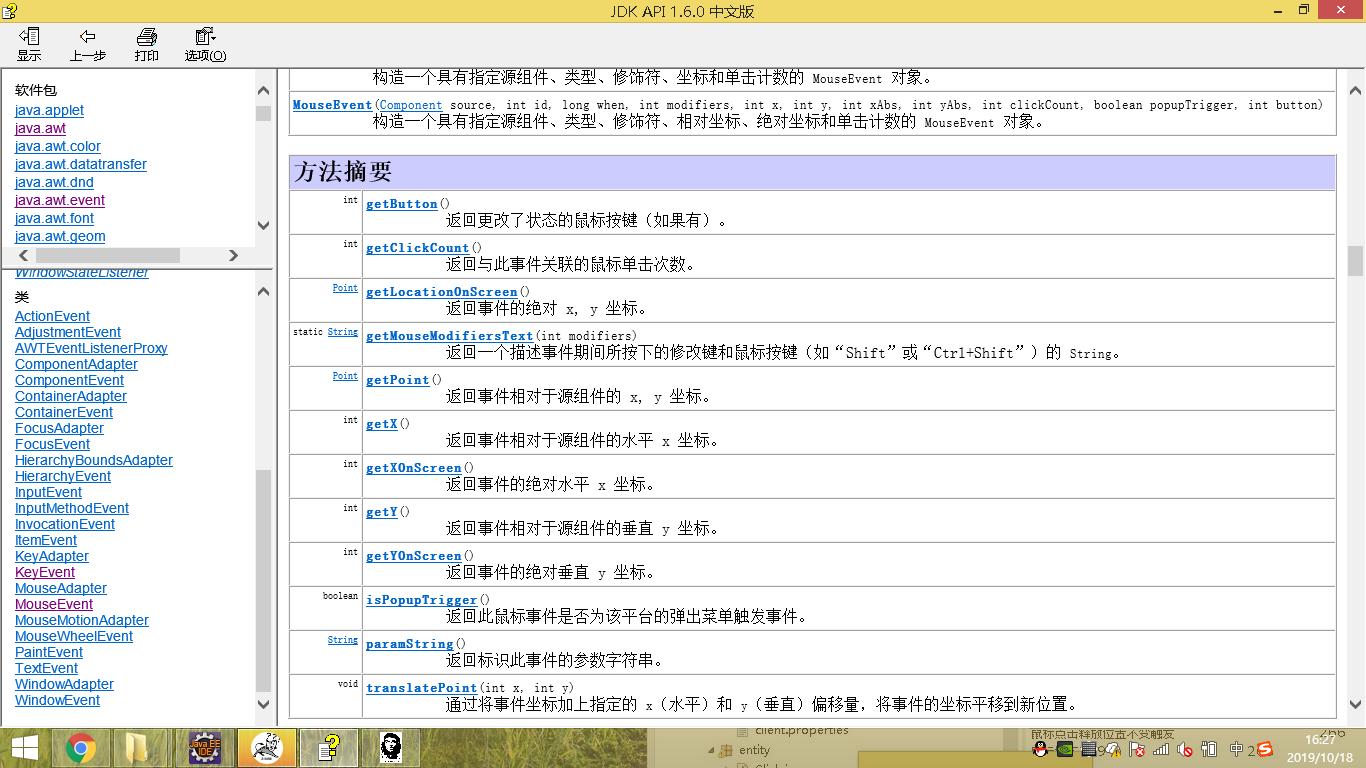 JDK API 1.6.0 中文版
显示
上一步
打印
选项(O)
软件包
java.applet
java.awt
java.awt.color
java.awt.datatransfer
java.awt.dnd
java.awt.event
java.awt.font
java.awt.geom
WindowStateListener
类
ActionEvent
AdjustmentEvent
AWTEventListenerProxy
ComponentAdapter
ComponentEvent
ContainerAdapter
ContainerEvent
FocusAdapter
FocusEvent
HierarchyBoundsAdapter
HierarchyEvent
InputEvent
InputMethodEvent
InvocationEvent
ItemEvent
KeyAdapter
KeyEvent
MouseAdapter
MouseEvent
MouseMotionAdapter
MouseWheelEvent
PaintEvent
TextEvent
WindowAdapter
WindowEvent
构造一个具有指定源组件、类型、修饰符、坐标和单击计数的 MouseEvent 对象。
MouseEvent(Component source, int id, long when, int modifiers, int x, int y, int xAbs, int yAbs, int clickCount, boolean popupTrigger, int button)
构造一个具有指定源组件、类型、修饰符、相对坐标、绝对坐标和单击计数的 MouseEvent 对象。
方法摘要
int getButton()
返回更改了状态的鼠标按键（如果有）。
int getClickCount()
返回与此事件关联的鼠标单击次数。
Point getLocationOnScreen()
返回事件的绝对 x, y 坐标。
static String getMouseModifiersText(int modifiers)
返回一个描述事件期间所按下的修改键和鼠标按键（如“Shift”或“Ctrl+Shift”）的 String。
Point getPoint()
返回事件相对于源组件的 x, y 坐标。
int getX()
返回事件相对于源组件的水平 x 坐标。
int getXOnScreen()
返回事件的绝对水平 x 坐标。
int getY()
返回事件相对于源组件的垂直 y 坐标。
int getYOnScreen()
返回事件的绝对垂直 y 坐标。
boolean isPopupTrigger()
返回此鼠标事件是否为该平台的弹出菜单触发事件。
String paramString()
返回标识此事件的参数字符串。
void translatePoint(int x, int y)
通过将事件坐标加上指定的 x（水平）和 y（垂直）偏移量，将事件的坐标平移到新位置。
Java EE
IDE
client.properties
entity
中
16:27
2019/10/18